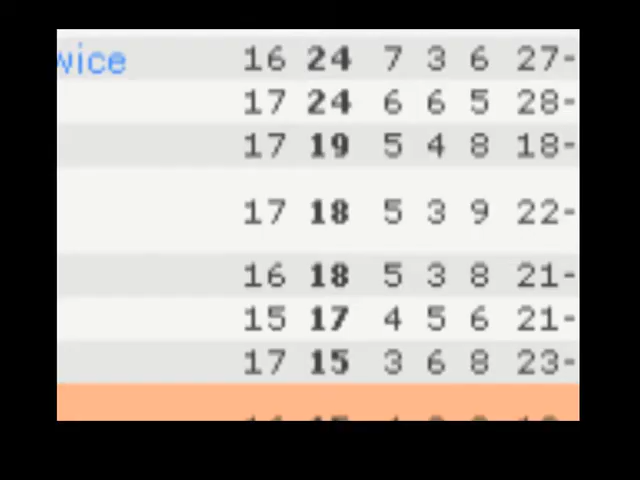 wice 16 24 7 3 6 27-
17 24 6 6 5 28-
17 19 5 4 8 18-
17 18 5 3 9 22-
16 18 5 3 8 21-
15 17 4 5 6 21-
17 15 3 6 8 23-